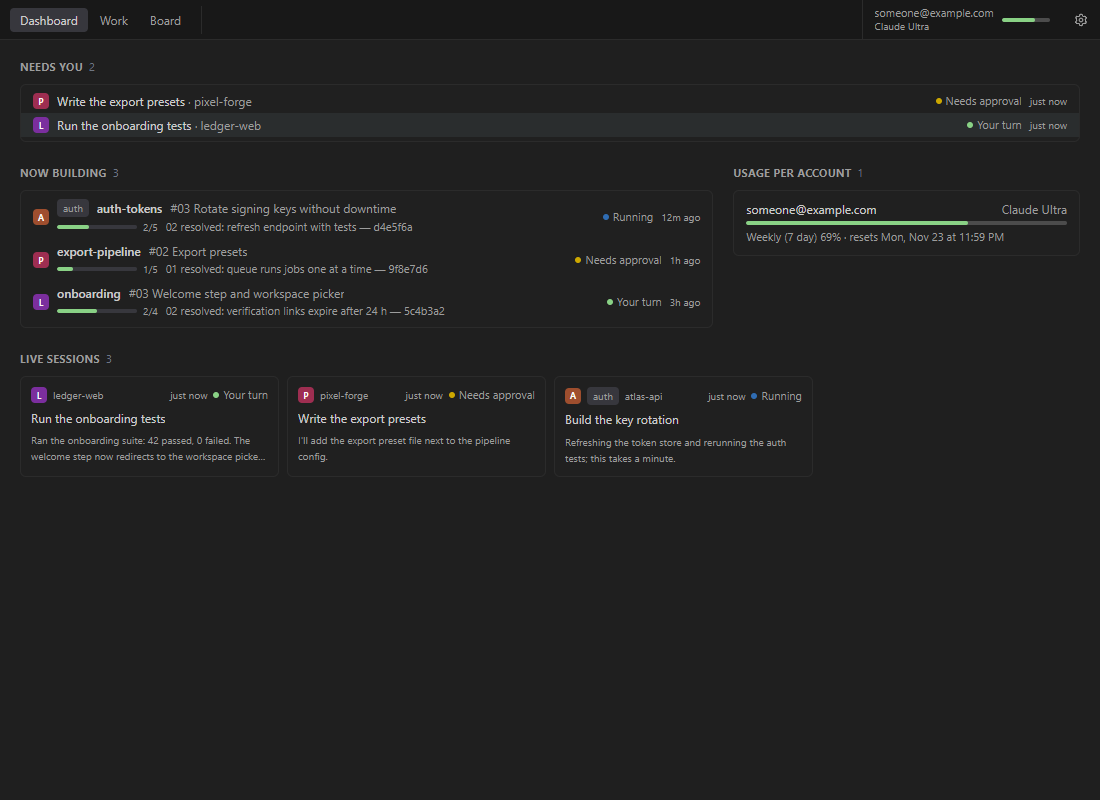 Dashboard Work Board
someone@example.com
Claude Ultra
NEEDS YOU 2
P Write the export presets · pixel-forge Needs approval just now
L Run the onboarding tests · ledger-web Your turn just now
NOW BUILDING 3
A auth auth-tokens #03 Rotate signing keys without downtime Running 12m ago
2/5 02 resolved: refresh endpoint with tests — d4e5f6a
P export-pipeline #02 Export presets Needs approval 1h ago
1/5 01 resolved: queue runs jobs one at a time — 9f8e7d6
L onboarding #03 Welcome step and workspace picker Your turn 3h ago
2/4 02 resolved: verification links expire after 24 h — 5c4b3a2
USAGE PER ACCOUNT 1
someone@example.com Claude Ultra
Weekly (7 day) 69% · resets Mon, Nov 23 at 11:59 PM
LIVE SESSIONS 3
L ledger-web just now Your turn
Run the onboarding tests
Ran the onboarding suite: 42 passed, 0 failed. The
welcome step now redirects to the workspace picke...
P pixel-forge just now Needs approval
Write the export presets
I'll add the export preset file next to the pipeline
config.
A auth atlas-api just now Running
Build the key rotation
Refreshing the token store and rerunning the auth
tests; this takes a minute.